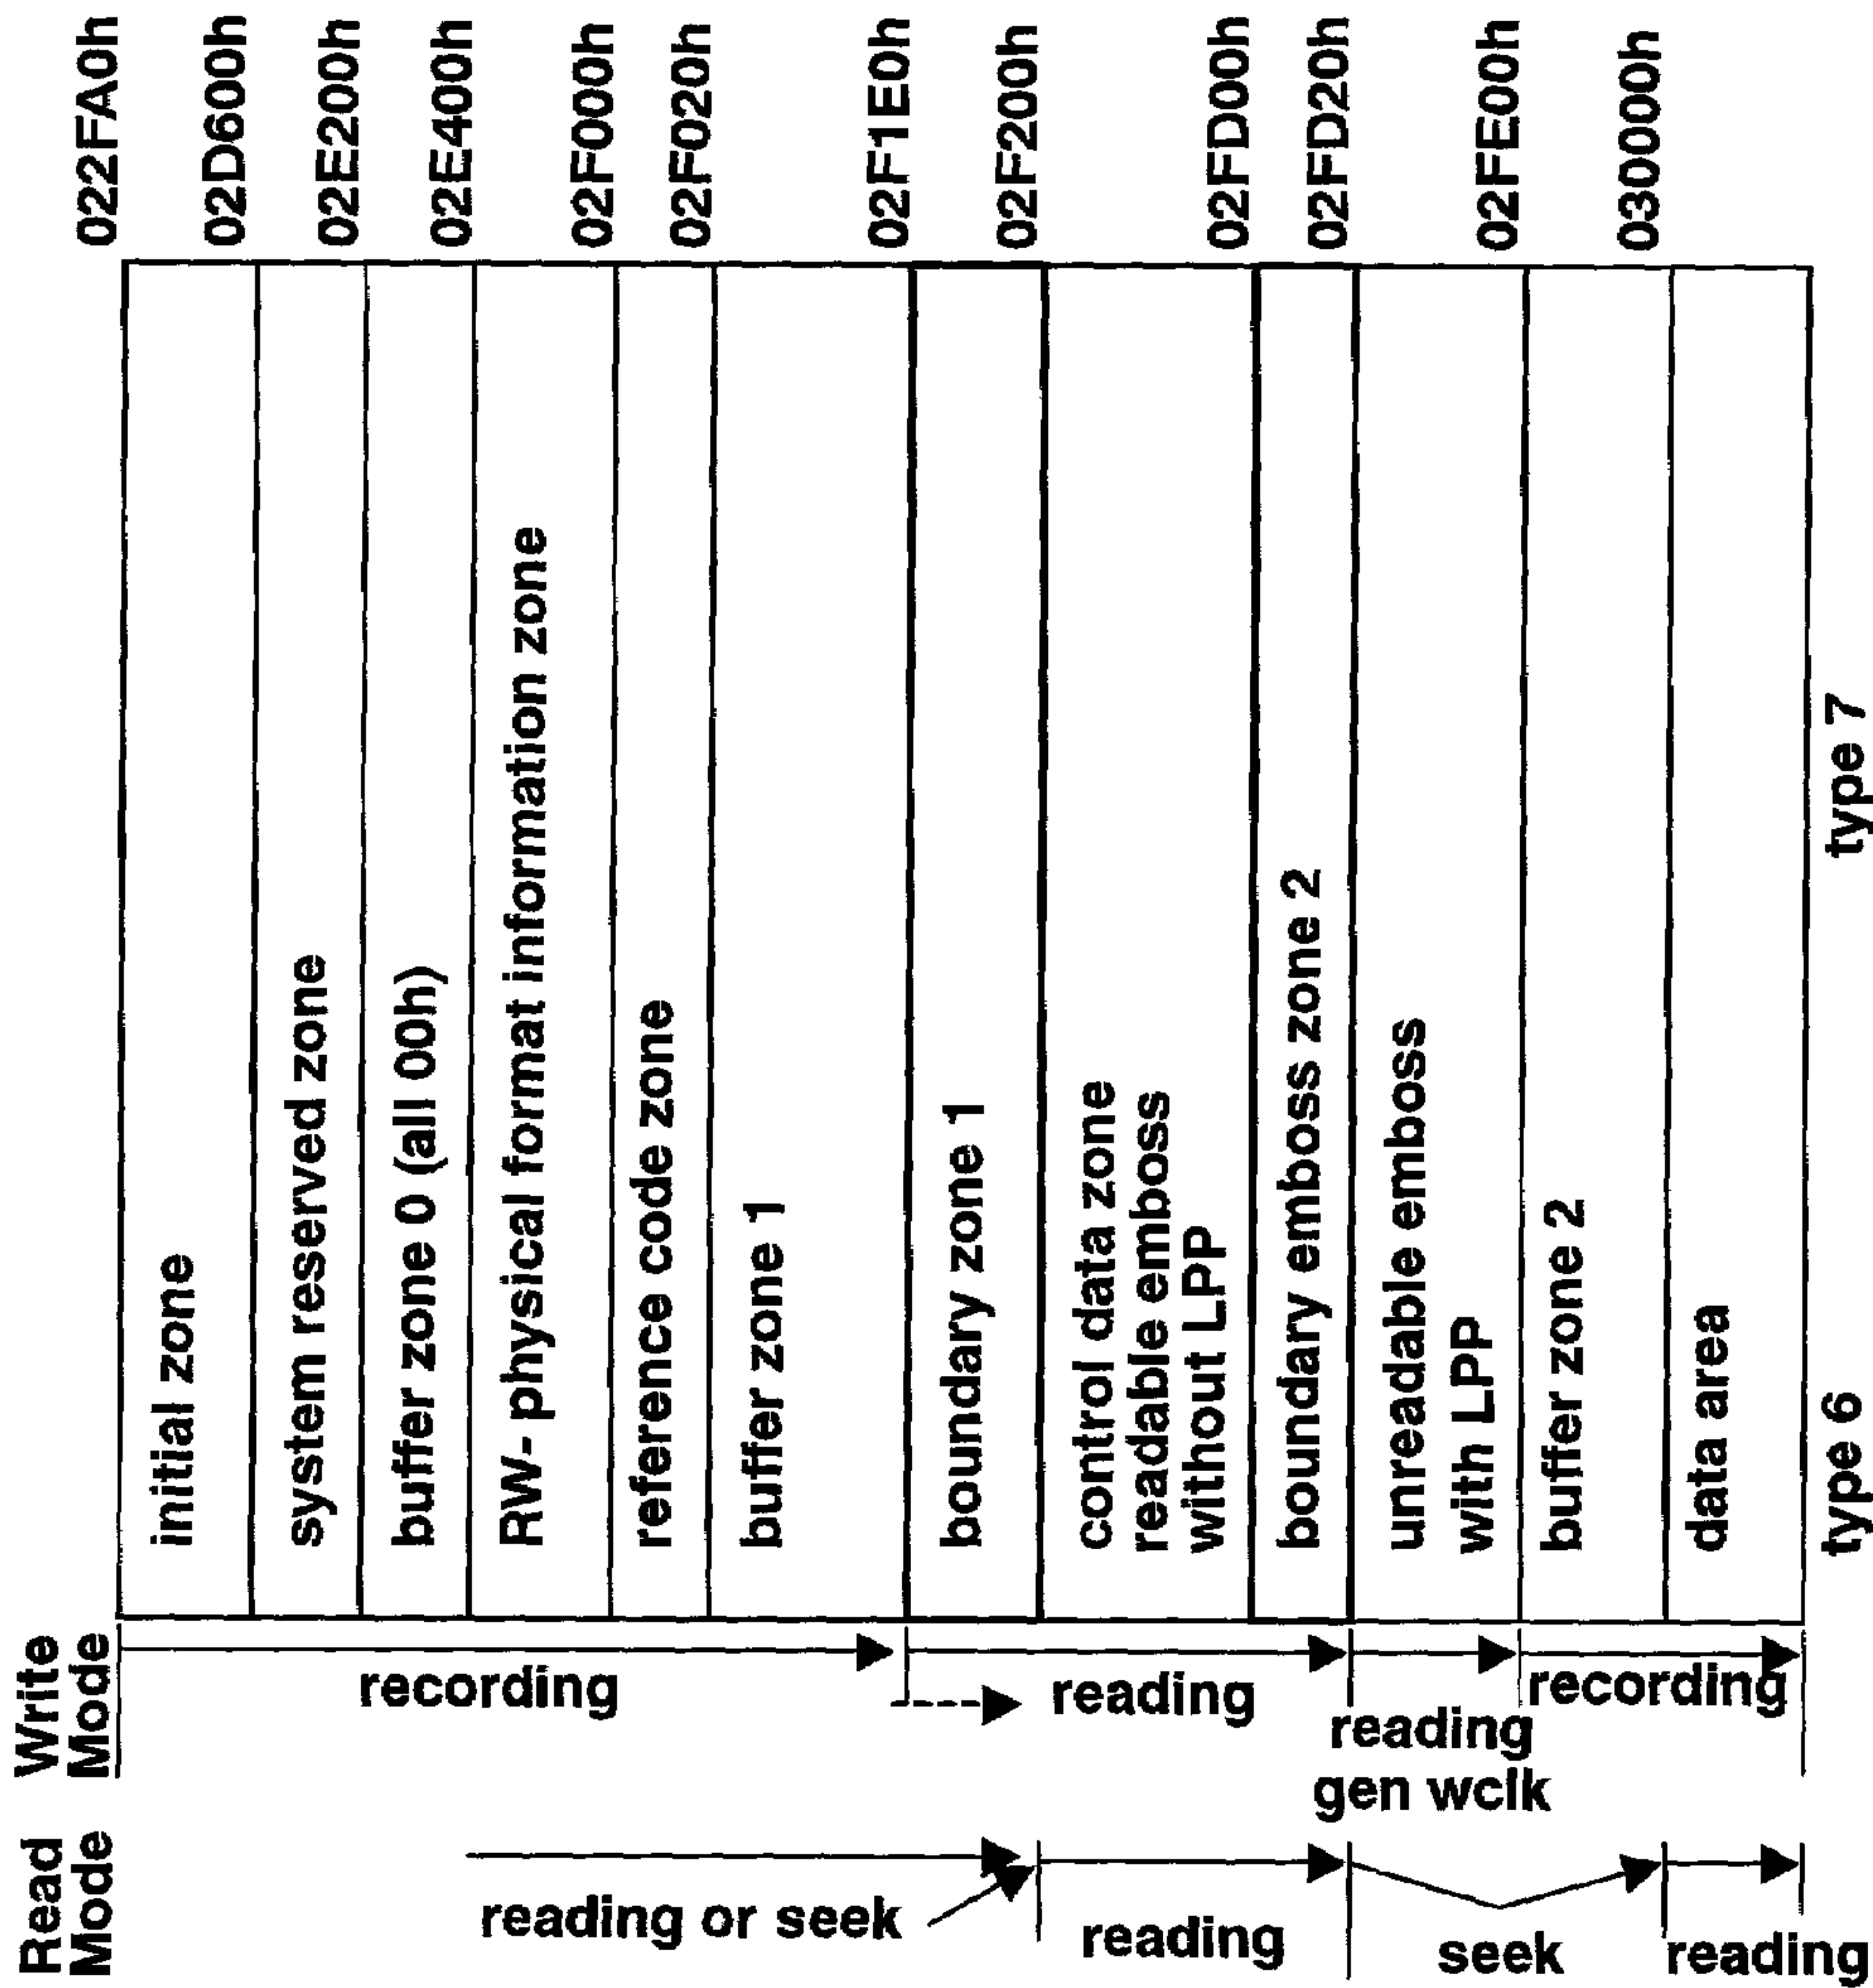 022FA0h
02D600h
02E200h
02E400h
02F000h
02F020h
02F1E0h
02F200h
02FD00h
02FD20h
02FE00h
030000h
initial zone
system reserved zone
buffer zone 0 (all 00h)
RW- physical format information zone
reference code zone
buffer zone 1
boundary zone 1
control data zone
readable emboss
without LPP
boundary emboss zone 2
unreadable emboss
with LPP
buffer zone 2
data area
type 6
type 7
Write
Mode
recording
reading
reading
gen wclk
recording
Read
Mode
reading or seek
reading
seek
reading